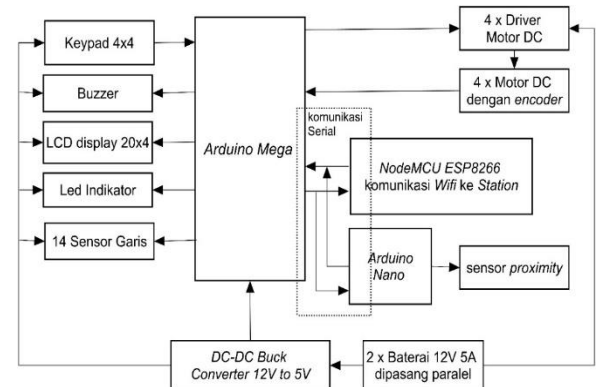 Keypad 4x4
Buzzer
LCD display 20x4
Led Indikator
14 Sensor Garis
Arduino Mega
4 x Driver
Motor DC
4 x Motor DC
dengan encoder
komunikasi
Serial
NodeMCU ESP8266
komunikasi Wifi ke Station
Arduino
Nano
sensor proximity
DC-DC Buck
Converter 12V to 5V
2 x Baterai 12V 5A
dipasang paralel